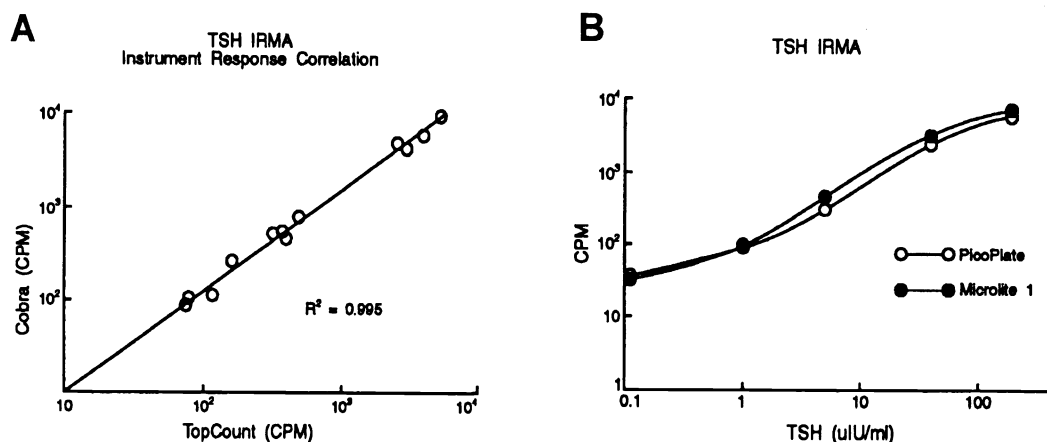 A
TSH IRMA
Instrument Response Correlation
Cobra (CPM)
10⁴
10³
10²
10
10
10²
10³
10⁴
R² = 0.995
TopCount (CPM)
B
TSH IRMA
CPM
10⁴
10³
10²
10
1
0.1
1
10
100
PicoPlate
Microlite 1
TSH (uIU/ml)